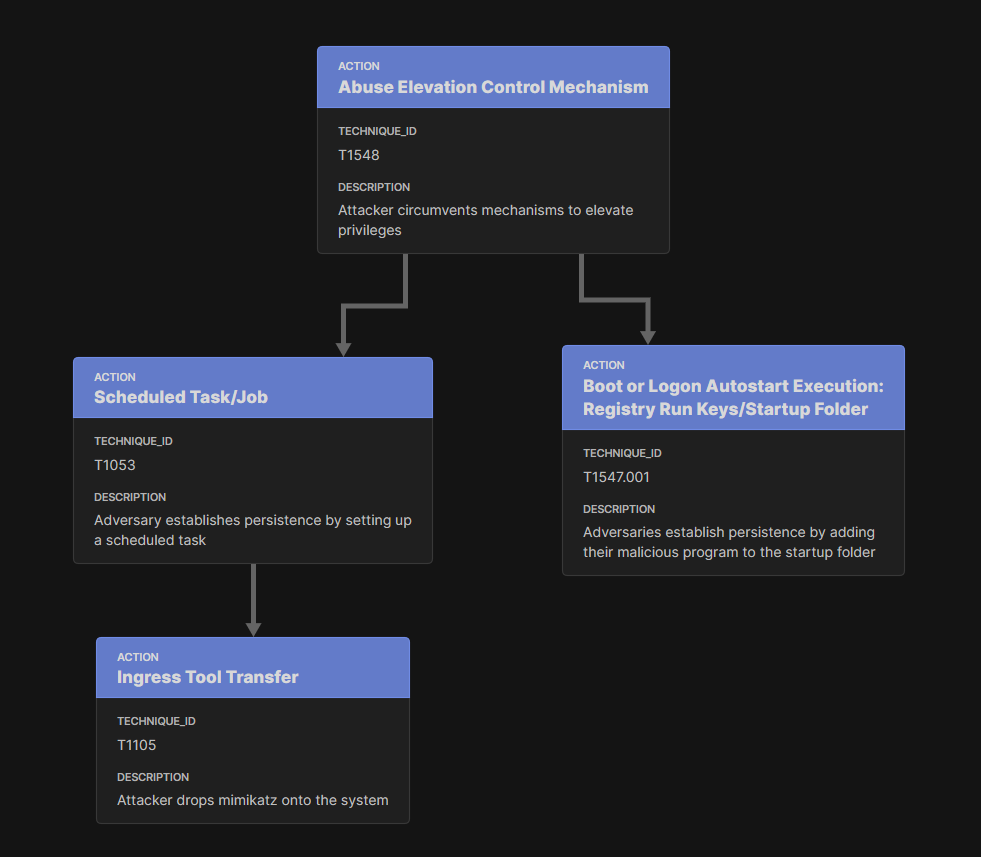 ACTION
Abuse Elevation Control Mechanism
TECHNIQUE_ID
T1548
DESCRIPTION
Attacker circumvents mechanisms to elevate
privileges
ACTION
Scheduled Task/Job
TECHNIQUE_ID
T1053
DESCRIPTION
Adversary establishes persistence by setting up
a scheduled task
ACTION
Boot or Logon Autostart Execution:
Registry Run Keys/Startup Folder
TECHNIQUE_ID
T1547.001
DESCRIPTION
Adversaries establish persistence by adding
their malicious program to the startup folder
ACTION
Ingress Tool Transfer
TECHNIQUE_ID
T1105
DESCRIPTION
Attacker drops mimikatz onto the system